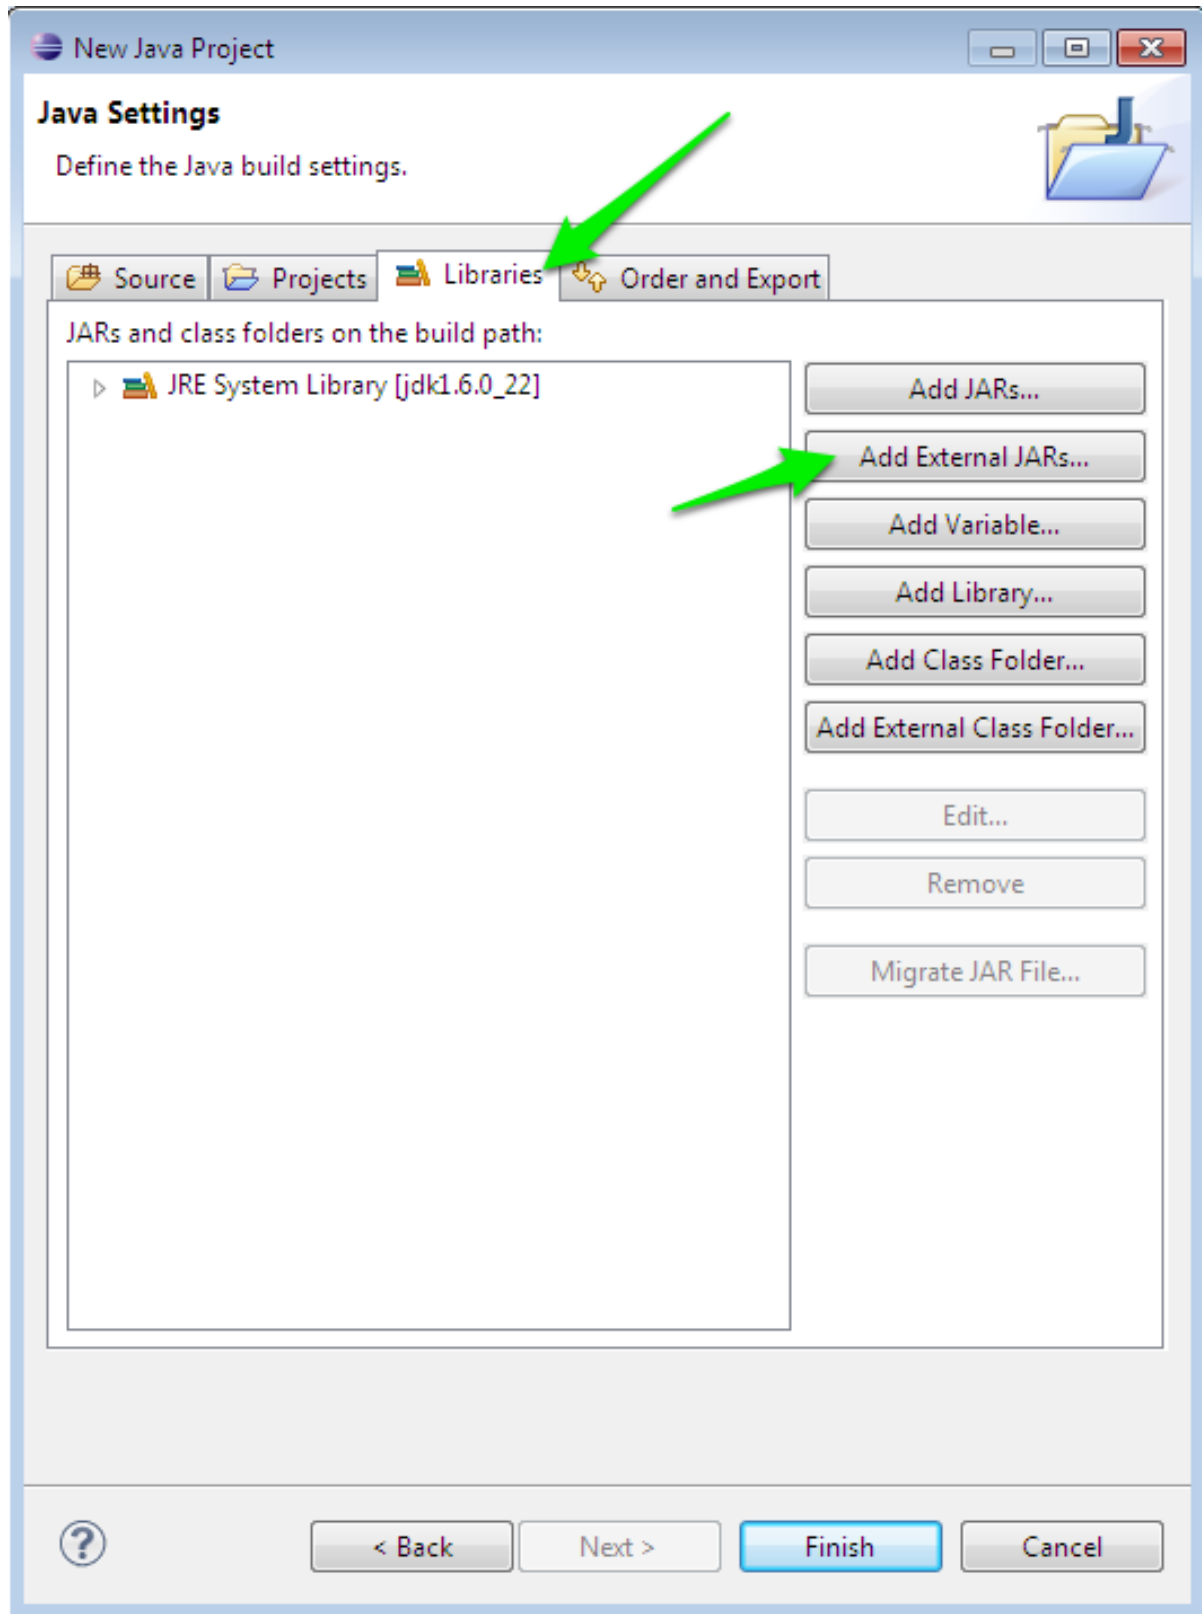 New Java Project
Java Settings
Define the Java build settings.
Source Projects Libraries Order and Export
JARs and class folders on the build path:
JRE System Library [jdk1.6.0_22]
Add JARs...
Add External JARs...
Add Variable...
Add Library...
Add Class Folder...
Add External Class Folder...
Edit...
Remove
Migrate JAR File...
? < Back Next > Finish Cancel